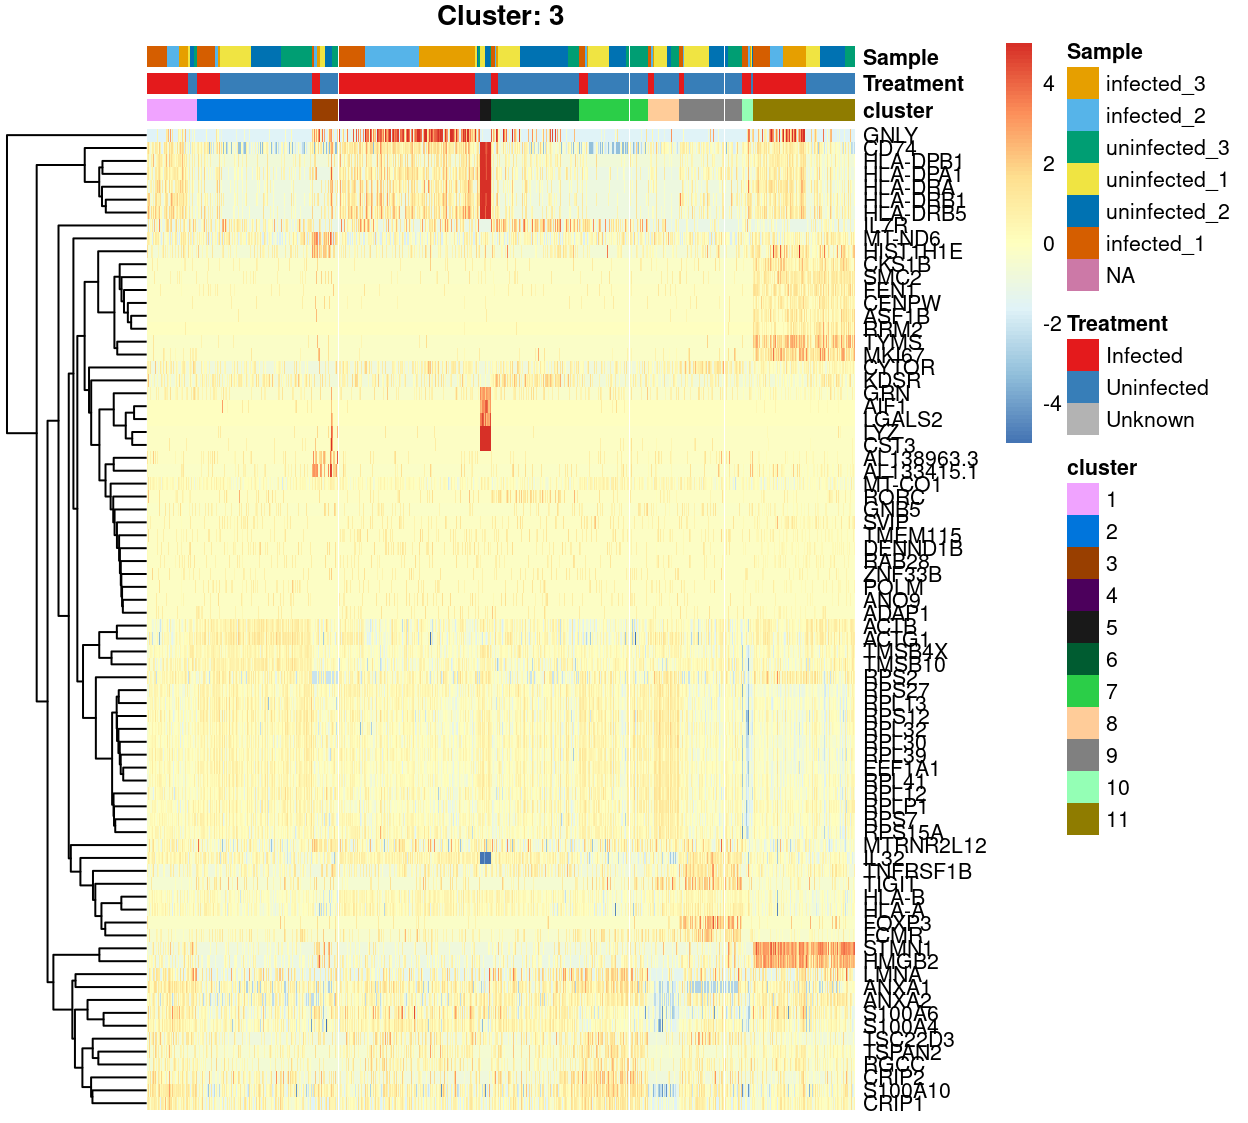 Cluster: 3
Sample
Treatment
cluster
GNLY
CD74
HLA-DPB1
HLA-DPA1
HLA-DRA
HLA-DRB1
HLA-DRB5
IL7R
MT-ND6
HIST1H1E
CKS1B
SMC2
FEN1
CENPW
ASF1B
RRM2
TYMS
MKI67
CYTOR
KDSR
GRN
AIF1
LGALS2
LYZ
CST3
AL138963.3
AL133415.1
MT-CO1
RORC
GNB5
SVIP
TMEM115
DENND1B
RAB28
ZNF33B
POLM
ANO9
ADAP1
ACTB
ACTG1
TMSB4X
TMSB10
RPS2
RPS27
RPL13
RPS12
RPL32
RPL30
RPL39
EEF1A1
RPL41
RPL12
RPLP1
RPS7
RPS15A
MTRNR2L12
IL32
TNFRSF1B
TIGIT
HLA-B
HLA-A
FOXP3
FCMR
STMN1
HMGB2
LMNA
ANXA1
ANXA2
S100A6
S100A4
TSC22D3
TSPAN2
RGCC
CRIP2
S100A10
CRIP1
4
2
0
-2
-4
Sample
infected_3
infected_2
uninfected_3
uninfected_1
uninfected_2
infected_1
NA
Treatment
Infected
Uninfected
Unknown
cluster
1
2
3
4
5
6
7
8
9
10
11